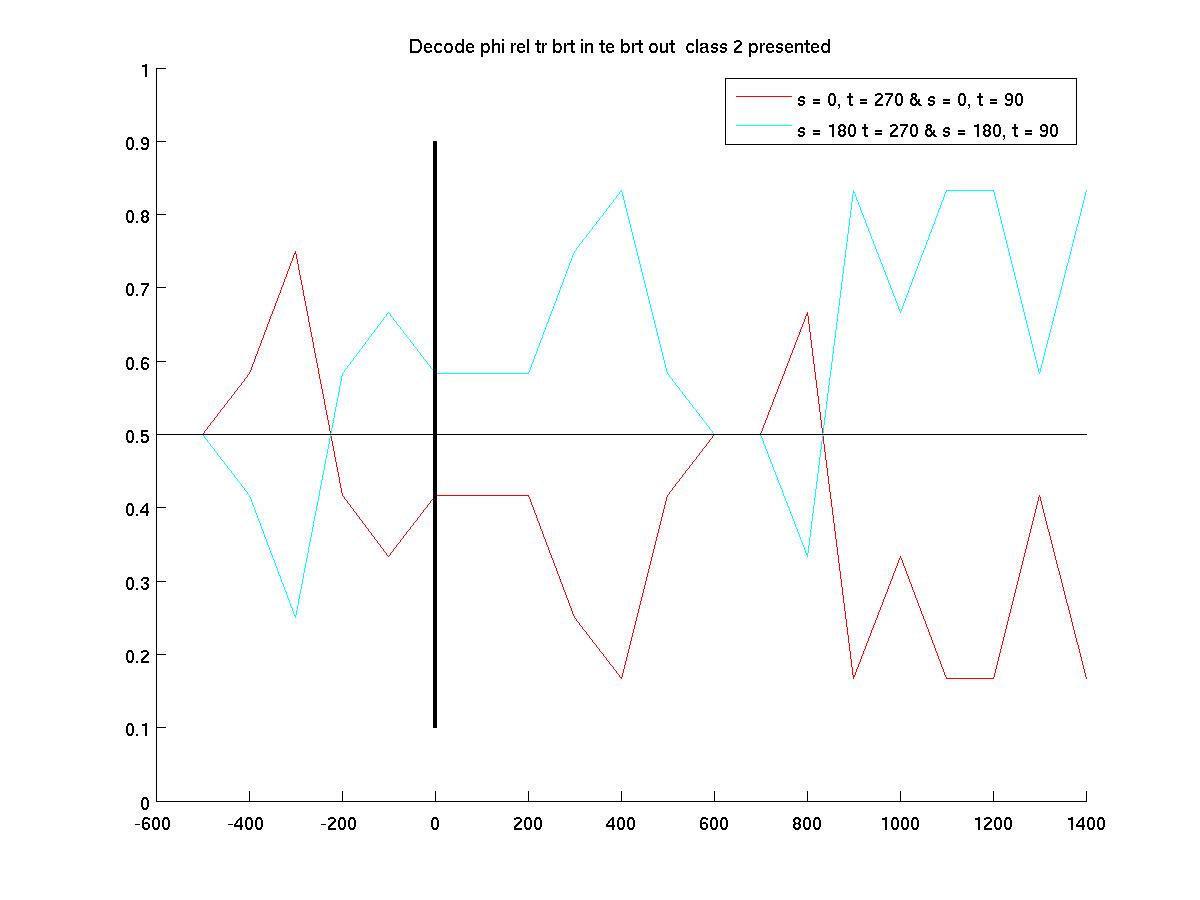 Decode phi rel tr brt in te brt out  class 2 presented
s = 0, t = 270 & s = 0, t = 90
s = 180 t = 270 & s = 180, t = 90
1
0.9
0.8
0.7
0.6
0.5
0.4
0.3
0.2
0.1
0
-600 -400 -200 0 200 400 600 800 1000 1200 1400